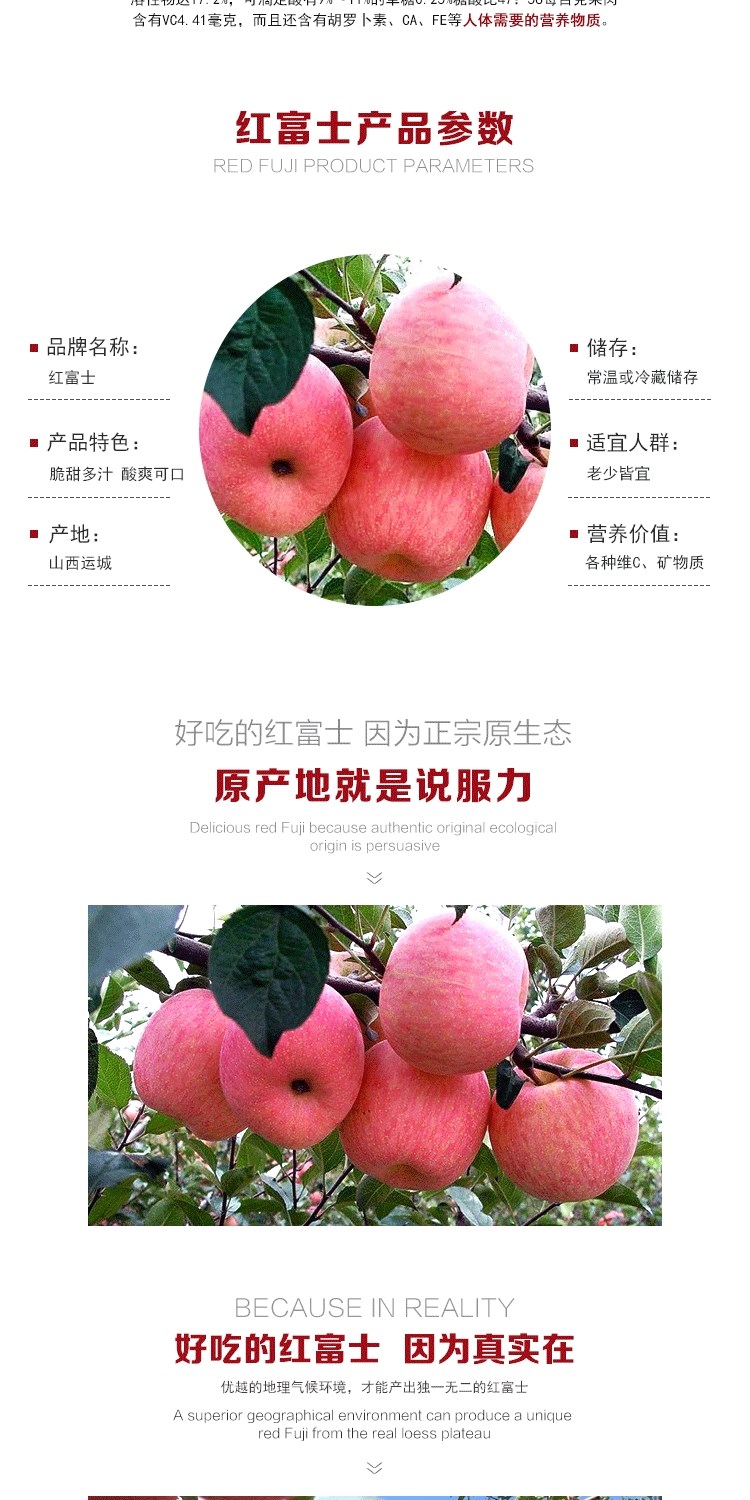 含有VC4.41毫克，而且还含有胡罗卜素、CA、FE等人体需要的营养物质。
红富士产品参数
RED FUJI PRODUCT PARAMETERS
品牌名称：
红富士
产品特色：
脆甜多汁 酸爽可口
产地：
山西运城
储存：
常温或冷藏储存
适宜人群：
老少皆宜
营养价值：
各种维C、矿物质
好吃的红富士 因为正宗原生态
原产地就是说服力
Delicious red Fuji because authentic original ecological
origin is persuasive
BECAUSE IN REALITY
好吃的红富士 因为真实在
优越的地理气候环境，才能产出独一无二的红富士
A superior geographical environment can produce a unique
red Fuji from the real loess plateau